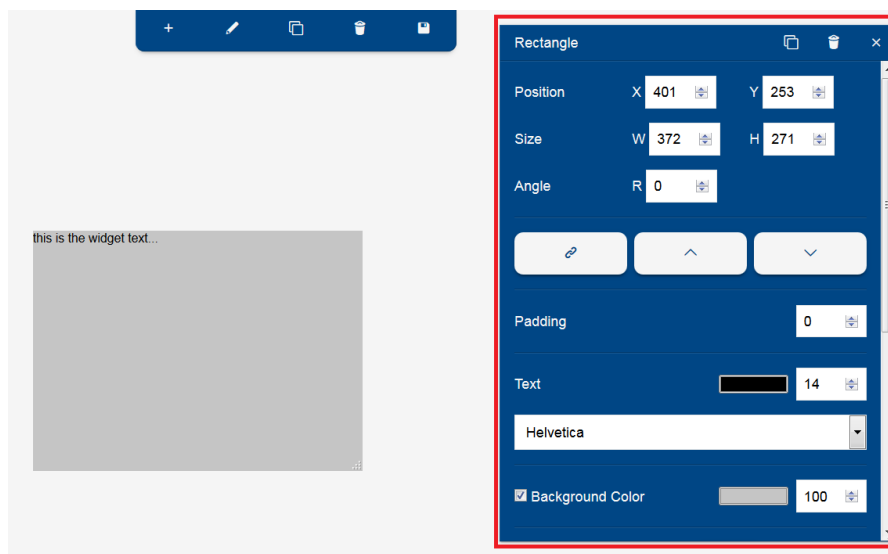 Rectangle
Position X 401 Y 253
Size W 372 H 271
Angle R 0
this is the widget text...
Padding 0
Text 14
Helvetica
Background Color 100